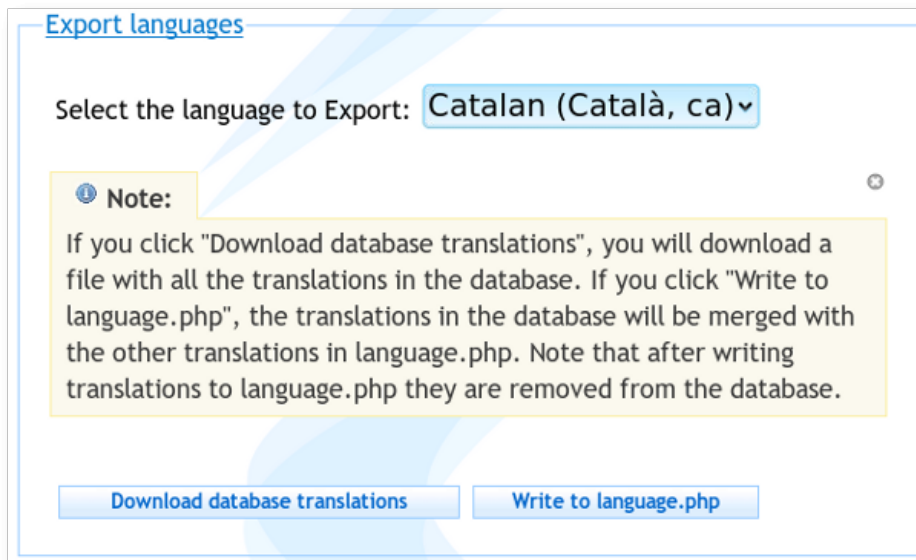 Export languages
Select the language to Export: Catalan (Català, ca)
Note:
If you click "Download database translations", you will download a
file with all the translations in the database. If you click "Write to
language.php", the translations in the database will be merged with
the other translations in language.php. Note that after writing
translations to language.php they are removed from the database.
Download database translations Write to language.php